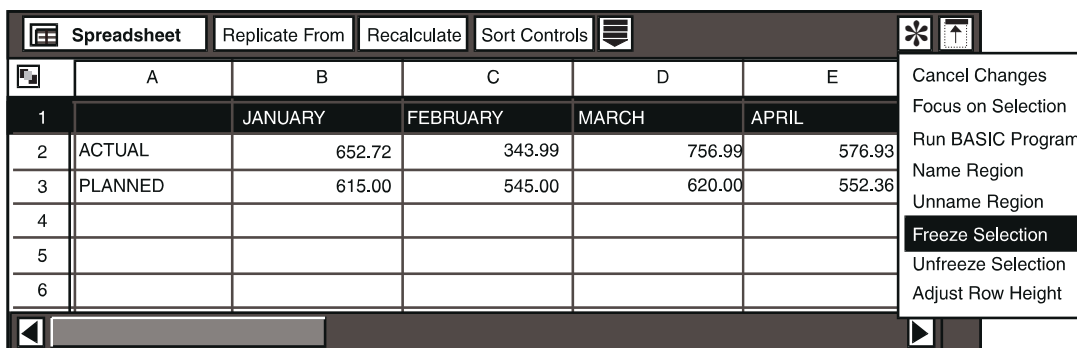 Spreadsheet Replicate From Recalculate Sort Controls
A B C D E
1 JANUARY FEBRUARY MARCH APRIL
2 ACTUAL 652.72 343.99 756.99 576.93
3 PLANNED 615.00 545.00 620.00 552.36
4
5
6
Cancel Changes
Focus on Selection
Run BASIC Program
Name Region
Unname Region
Freeze Selection
Unfreeze Selection
Adjust Row Height